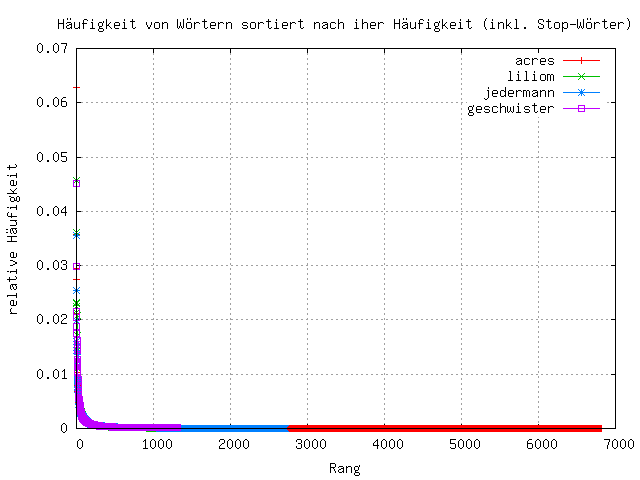 Häufigkeit von Wörtern sortiert nach iher Häufigkeit (inkl. Stop-Wörter)
acres
liliom
jedermann
geschwister
relative Häufigkeit
0.07
0.06
0.05
0.04
0.03
0.02
0.01
0
0 1000 2000 3000 4000 5000 6000 7000
Rang